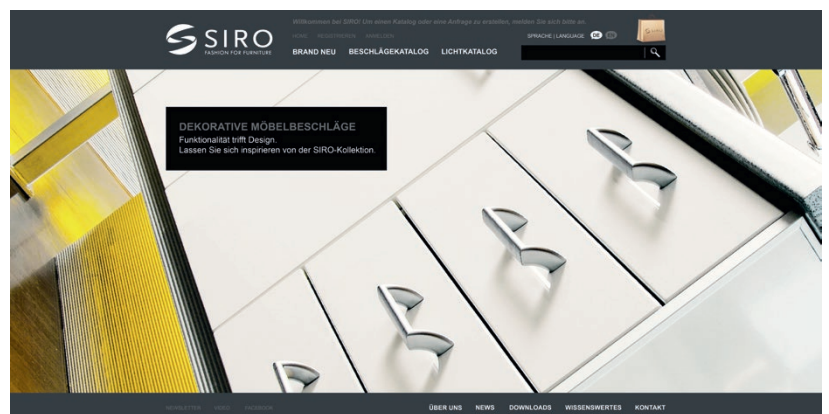 Willkommen bei SIRO! Um einen Katalog oder eine Anfrage zu erstellen, melden Sie sich bitte an.
SIRO
FASHION FOR FURNITURE
HOME REGISTRIEREN ANMELDEN
SPRACHE | LANGUAGE DE EN
BRAND NEU BESCHLÄGEKATALOG LICHTKATALOG
DEKORATIVE MÖBELBESCHLÄGE
Funktionalität trifft Design.
Lassen Sie sich inspirieren von der SIRO-Kollektion.
NEWSLETTER VIDEO FACEBOOK
ÜBER UNS NEWS DOWNLOADS WISSENSWERTES KONTAKT